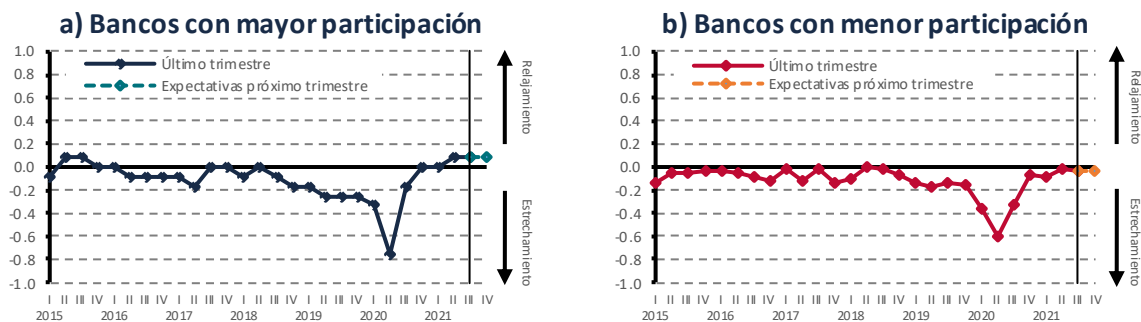 a) Bancos con mayor participación
1.0
0.8
0.6
0.4
0.2
0.0
-0.2
-0.4
-0.6
-0.8
-1.0
Último trimestre
Expectativas próximo trimestre
Relajamiento
Estrechamiento
I II III IV I II III IV I II III IV I II III IV I II III IV I II III IV I II III IV
2015 2016 2017 2018 2019 2020 2021
b) Bancos con menor participación
1.0
0.8
0.6
0.4
0.2
0.0
-0.2
-0.4
-0.6
-0.8
-1.0
Último trimestre
Expectativas próximo trimestre
Relajamiento
Estrechamiento
I II III IV I II III IV I II III IV I II III IV I II III IV I II III IV I II III IV
2015 2016 2017 2018 2019 2020 2021